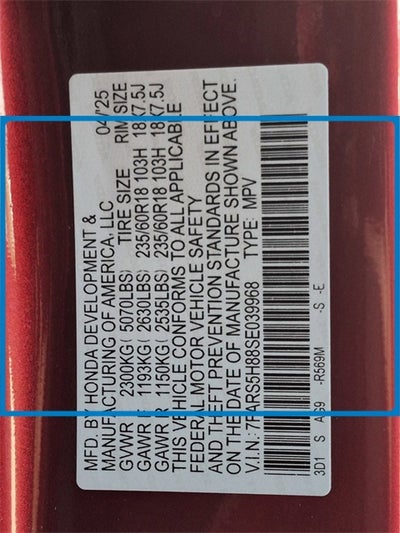 MFD. BY HONDA DEVELOPMENT &
MANUFACTURING OF AMERICA, LLC 04/25
GVWR 2300KG( 5070LBS) TIRE SIZE RIM SIZE
GAWR F 1193KG( 2630LBS) 235/60R18 103H 18X7.5J
GAWR R 1150KG( 2535LBS) 235/60R18 103H 18X7.5J
THIS VEHICLE CONFORMS TO ALL APPLICABLE
FEDERAL MOTOR VEHICLE SAFETY
AND THEFT PREVENTION STANDARDS IN EFFECT
ON THE DATE OF MANUFACTURE SHOWN ABOVE.
V.I.N.: 7FARS5H88SE039968 TYPE: MPV
3D1 S AG9 -R569M -S -E